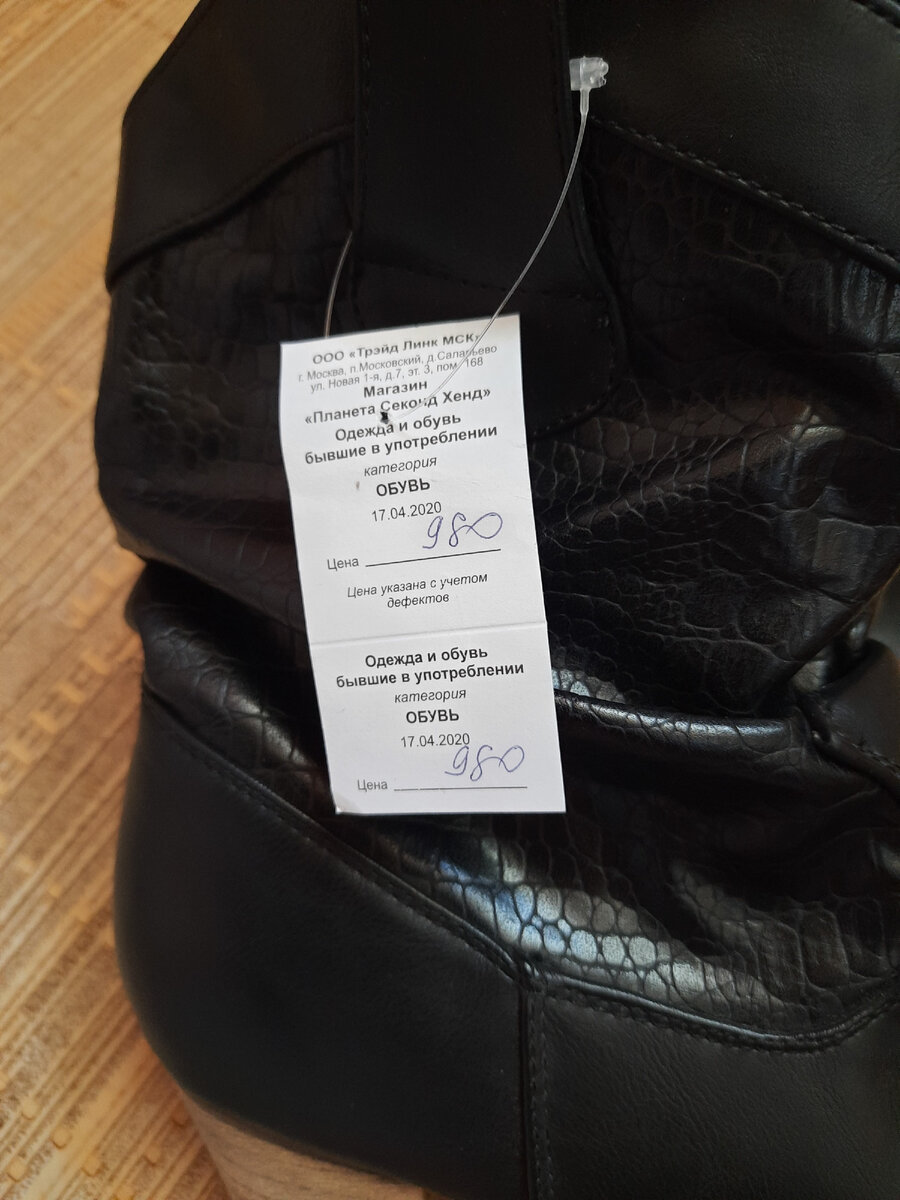 ООО «Трэйд Линк МСК»
г. Москва, п.Московский, д.Саларьево
ул. Новая 1-я, д.7, эт. 3, пом. 168
Магазин
«Планета Секонд Хенд»
Одежда и обувь
бывшие в употреблении
категория
ОБУВЬ
17.04.2020
Цена 980
Цена указана с учетом
дефектов
Одежда и обувь
бывшие в употреблении
категория
ОБУВЬ
17.04.2020
Цена 980